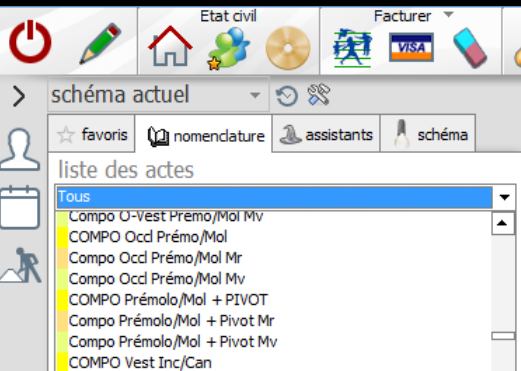 Etat civil
Facturer
VISA
schéma actuel
favoris
nomenclature
assistants
schéma
liste des actes
Tous
Compo O-Vest Prémo/Mol Mv
COMPO Occl Prémo/Mol
Compo Occl Prémo/Mol Mr
Compo Occl Prémo/Mol Mv
COMPO Prémolo/Mol + PIVOT
Compo Prémolo/Mol + Pivot Mr
Compo Prémolo/Mol + Pivot Mv
COMPO Vest Inc/Can